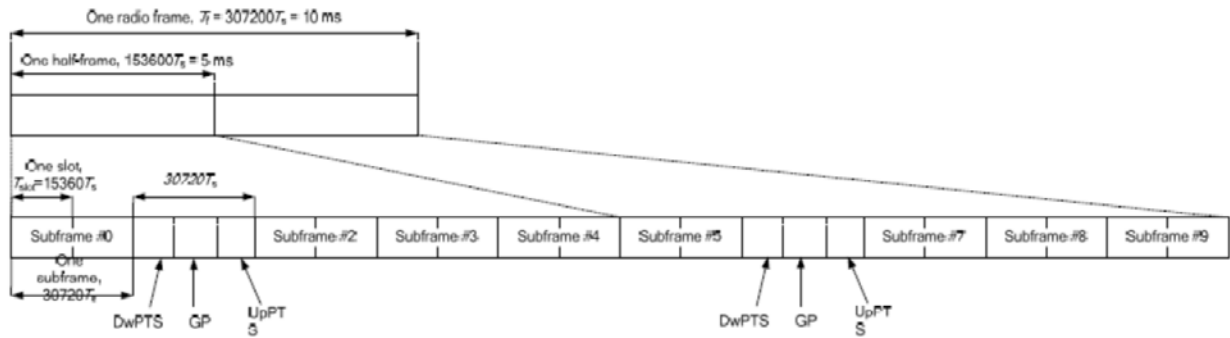 One radio frame, Tf = 307200Ts = 10 ms
One half-frame, 153600Ts = 5 ms
One slot,
Tslot=15360Ts
30720Ts
Subframe #0
Subframe #2
Subframe #3
Subframe #4
Subframe #5
Subframe #7
Subframe #8
Subframe #9
One
subframe,
30720Ts
DwPTS
GP
UpPT
S
DwPTS
GP
UpPT
S